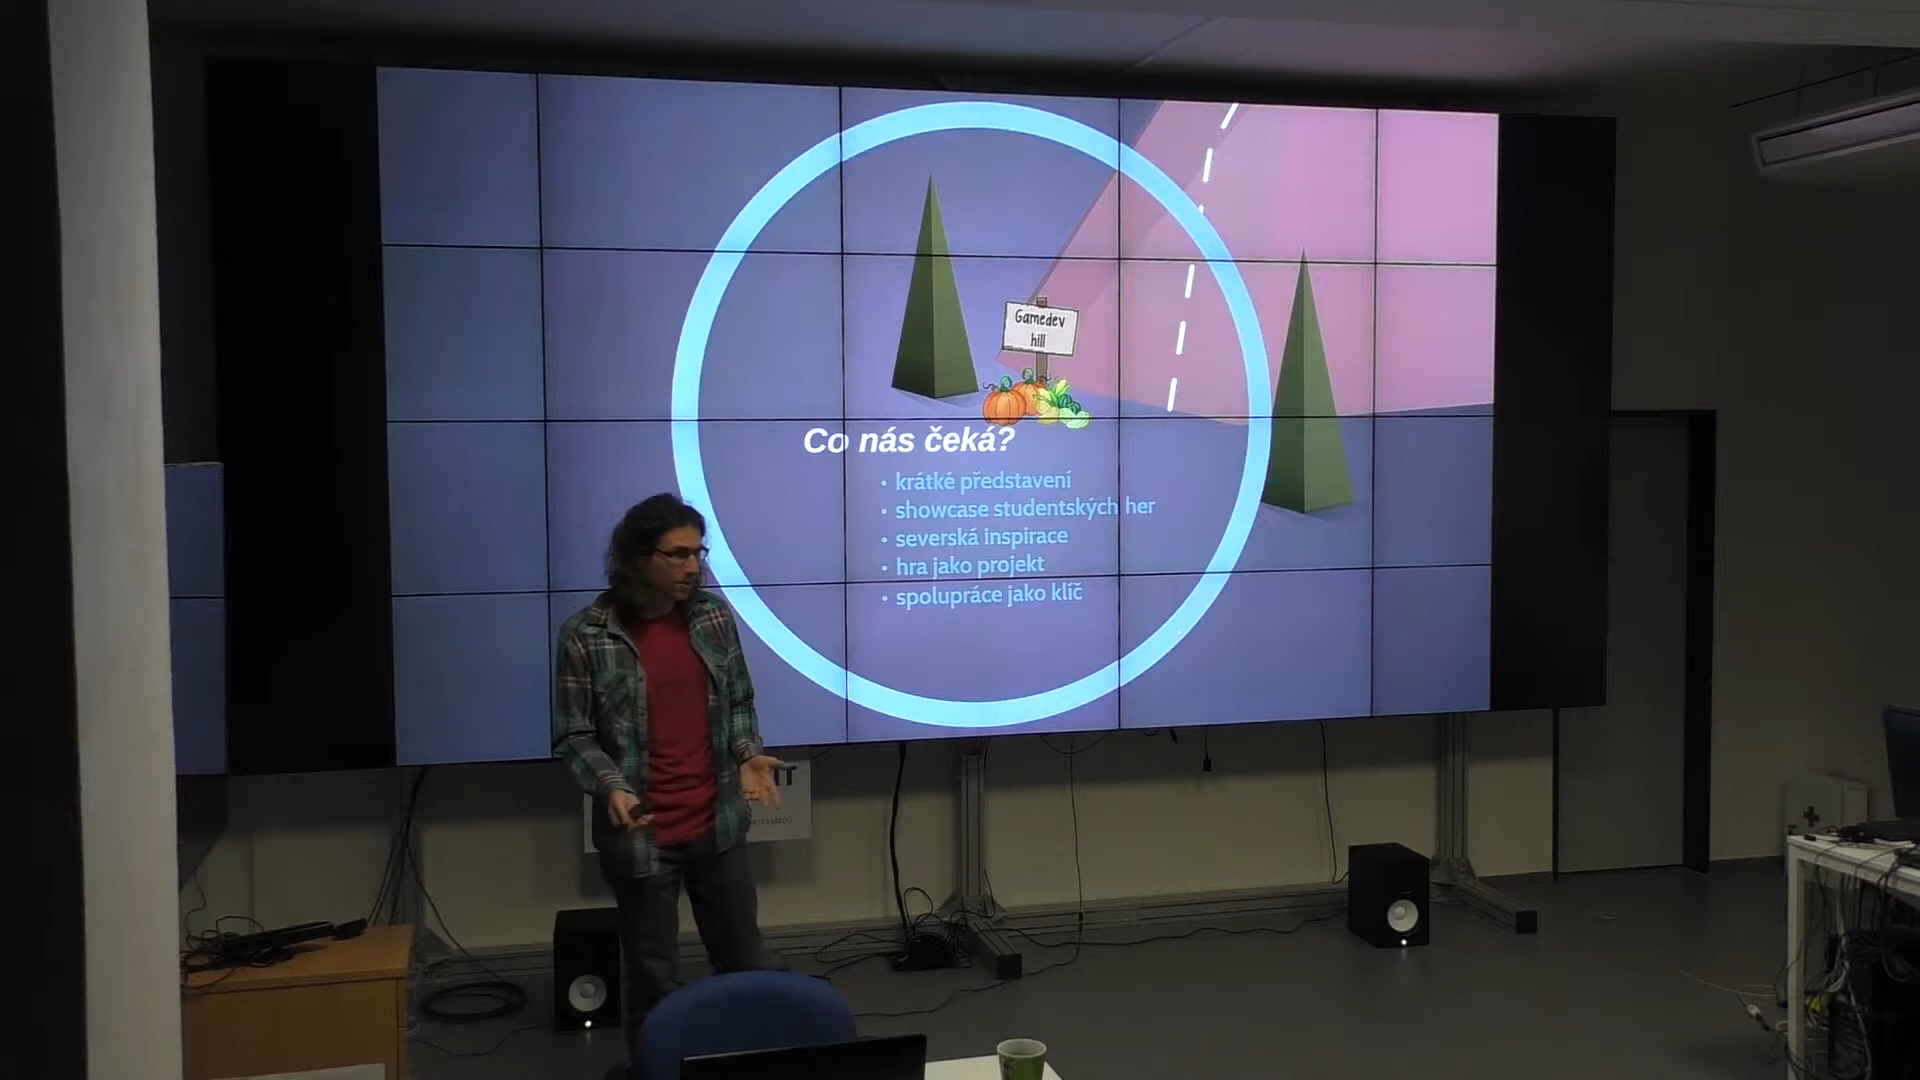 Gamedev
hill
Co nás čeká?
• krátké představení
• showcase studentských her
• severská inspirace
• hra jako projekt
• spolupráce jako klíč